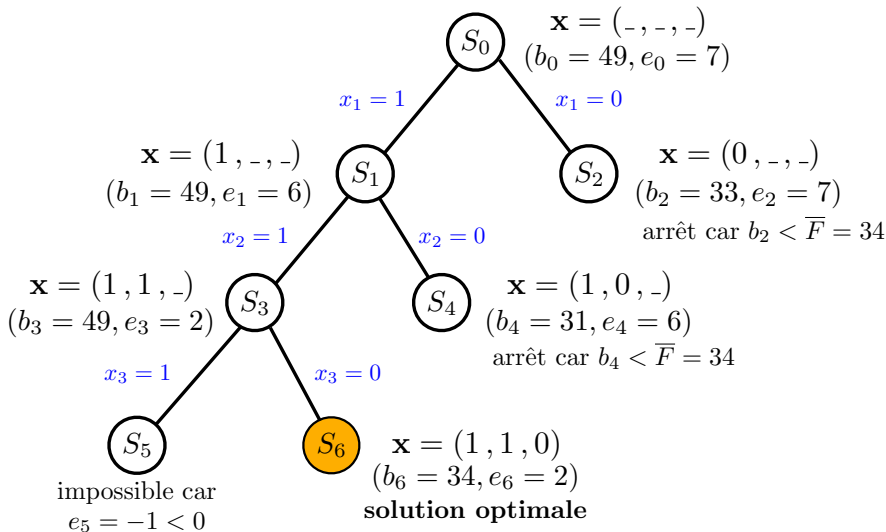 S₀
x = (_ , _ , _)
(b₀ = 49, e₀ = 7)
x₁ = 1
x₁ = 0
x = (1 , _ , _)
(b₁ = 49, e₁ = 6)
S₁
S₂
x = (0 , _ , _)
(b₂ = 33, e₂ = 7)
arrêt car b₂ < F̅ = 34
x₂ = 1
x₂ = 0
x = (1 , 1 , _)
(b₃ = 49, e₃ = 2)
S₃
S₄
x = (1 , 0 , _)
(b₄ = 31, e₄ = 6)
arrêt car b₄ < F̅ = 34
x₃ = 1
x₃ = 0
S₅
impossible car
e₅ = −1 < 0
S₆
x = (1 , 1 , 0)
(b₆ = 34, e₆ = 2)
solution optimale